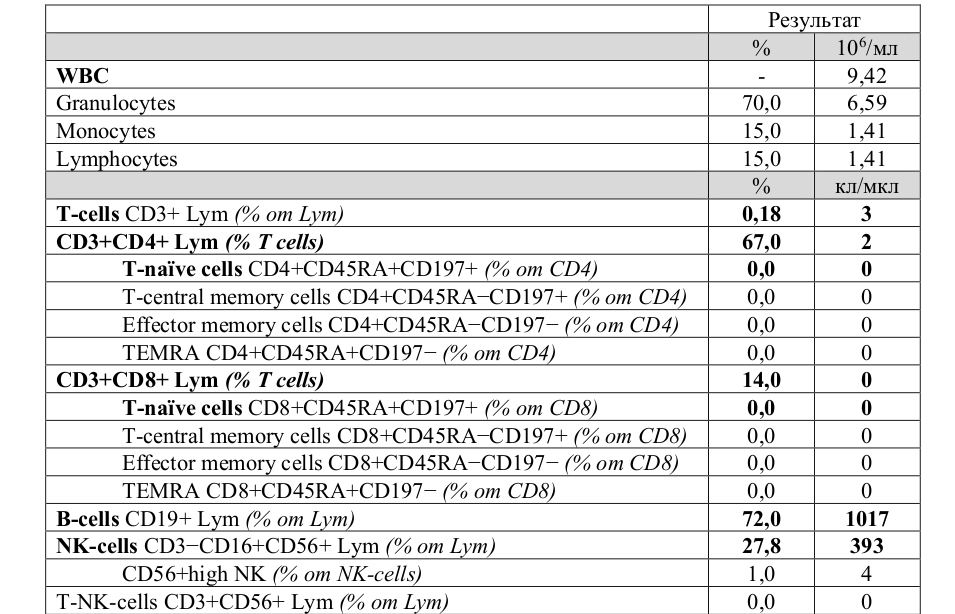 Результат
% 10⁶/мл
WBC - 9,42
Granulocytes 70,0 6,59
Monocytes 15,0 1,41
Lymphocytes 15,0 1,41
% кл/мкл
T-cells CD3+ Lym (% от Lym) 0,18 3
CD3+CD4+ Lym (% T cells) 67,0 2
T-naïve cells CD4+CD45RA+CD197+ (% от CD4) 0,0 0
T-central memory cells CD4+CD45RA−CD197+ (% от CD4) 0,0 0
Effector memory cells CD4+CD45RA−CD197− (% от CD4) 0,0 0
TEMRA CD4+CD45RA+CD197− (% от CD4) 0,0 0
CD3+CD8+ Lym (% T cells) 14,0 0
T-naïve cells CD8+CD45RA+CD197+ (% от CD8) 0,0 0
T-central memory cells CD8+CD45RA−CD197+ (% от CD8) 0,0 0
Effector memory cells CD8+CD45RA−CD197− (% от CD8) 0,0 0
TEMRA CD8+CD45RA+CD197− (% от CD8) 0,0 0
B-cells CD19+ Lym (% от Lym) 72,0 1017
NK-cells CD3−CD16+CD56+ Lym (% от Lym) 27,8 393
CD56+high NK (% от NK-cells) 1,0 4
T-NK-cells CD3+CD56+ Lym (% от Lym) 0,0 0